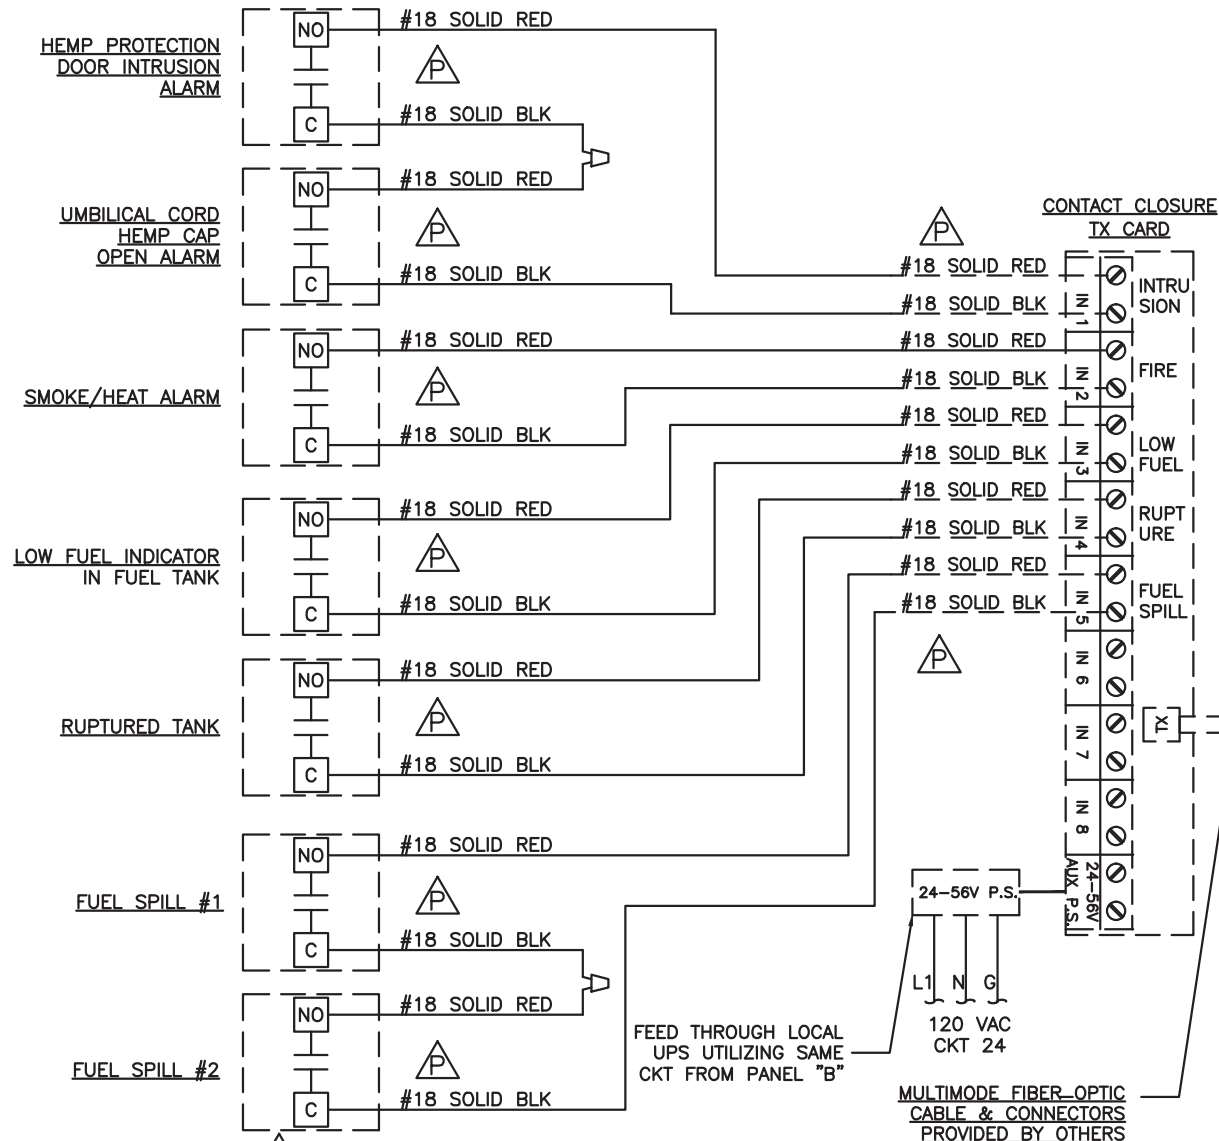 HEMP PROTECTION
DOOR INTRUSION
ALARM
NO
#18 SOLID RED
P
C
#18 SOLID BLK
UMBILICAL CORD
HEMP CAP
OPEN ALARM
NO
#18 SOLID RED
P
C
#18 SOLID BLK
SMOKE/HEAT ALARM
NO
#18 SOLID RED
P
C
#18 SOLID BLK
LOW FUEL INDICATOR
IN FUEL TANK
NO
#18 SOLID RED
P
C
#18 SOLID BLK
RUPTURED TANK
NO
#18 SOLID RED
P
C
#18 SOLID BLK
FUEL SPILL #1
NO
#18 SOLID RED
P
C
#18 SOLID BLK
FUEL SPILL #2
NO
#18 SOLID RED
P
C
#18 SOLID BLK
CONTACT CLOSURE
TX CARD
P
#18 SOLID RED
#18 SOLID BLK
IN 1
INTRU
SION
#18 SOLID RED
#18 SOLID BLK
IN 2
FIRE
#18 SOLID RED
#18 SOLID BLK
IN 3
LOW
FUEL
#18 SOLID RED
#18 SOLID BLK
IN 4
RUPT
URE
#18 SOLID RED
#18 SOLID BLK
IN 5
FUEL
SPILL
P
IN 6
IN 7
TX
IN 8
24-56V
AUX P.S.
24-56V P.S.
L1 N G
120 VAC
CKT 24
FEED THROUGH LOCAL
UPS UTILIZING SAME
CKT FROM PANEL "B"
MULTIMODE FIBER-OPTIC
CABLE & CONNECTORS
PROVIDED BY OTHERS